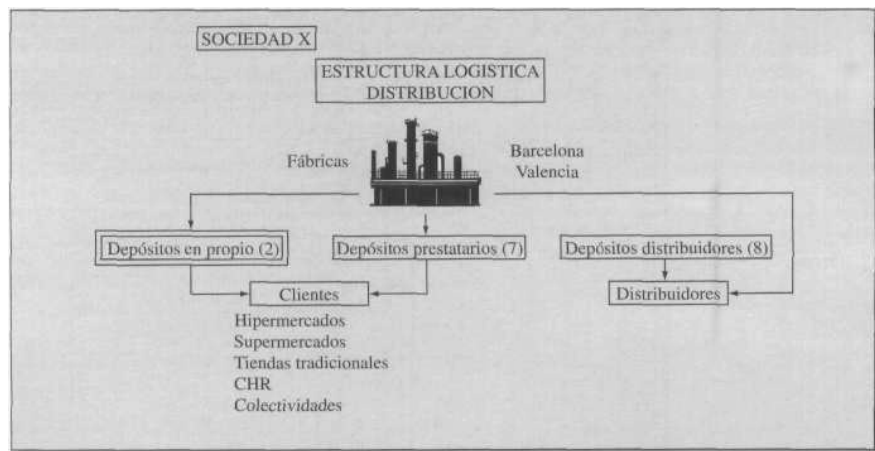 SOCIEDAD X
ESTRUCTURA LOGISTICA
DISTRIBUCION
Fábricas
Barcelona
Valencia
Depósitos en propio (2)
Depósitos prestatarios (7)
Depósitos distribuidores (8)
Clientes
Distribuidores
Hipermercados
Supermercados
Tiendas tradicionales
CHR
Colectividades